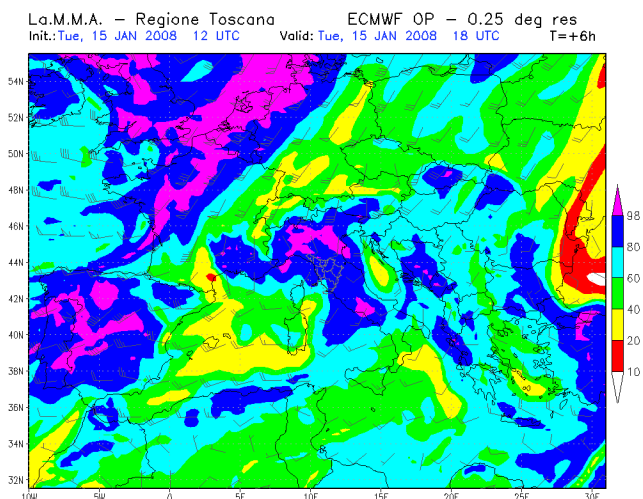 La.M.M.A. - Regione Toscana ECMWF OP - 0.25 deg res
Init.:Tue, 15 JAN 2008 12 UTC Valid: Tue, 15 JAN 2008 18 UTC T=+6h
54N
52N
50N
48N
46N
44N
42N
40N
38N
36N
34N
32N
98
80
60
40
20
10
10W 5W 0 5E 10E 15E 20E 25E 30E